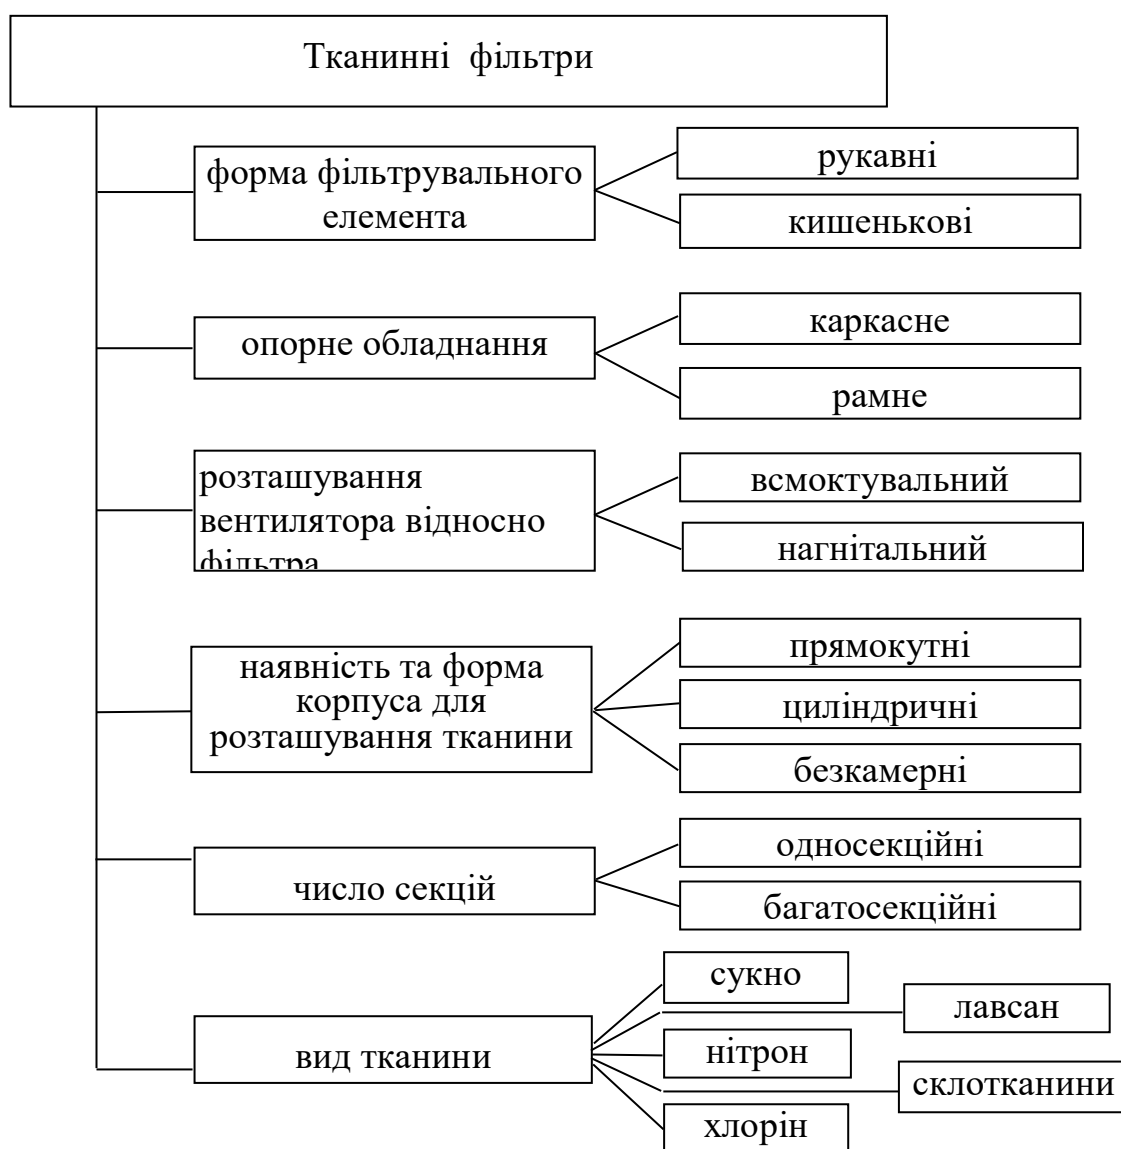 Тканинні фільтри
форма фільтрувального
елемента
рукавні
кишенькові
опорне обладнання
каркасне
рамне
розташування
вентилятора відносно
фільтра
всмоктувальний
нагнітальний
наявність та форма
корпуса для
розташування тканини
прямокутні
циліндричні
безкамерні
число секцій
односекційні
багатосекційні
вид тканини
сукно
лавсан
нітрон
склотканини
хлорін